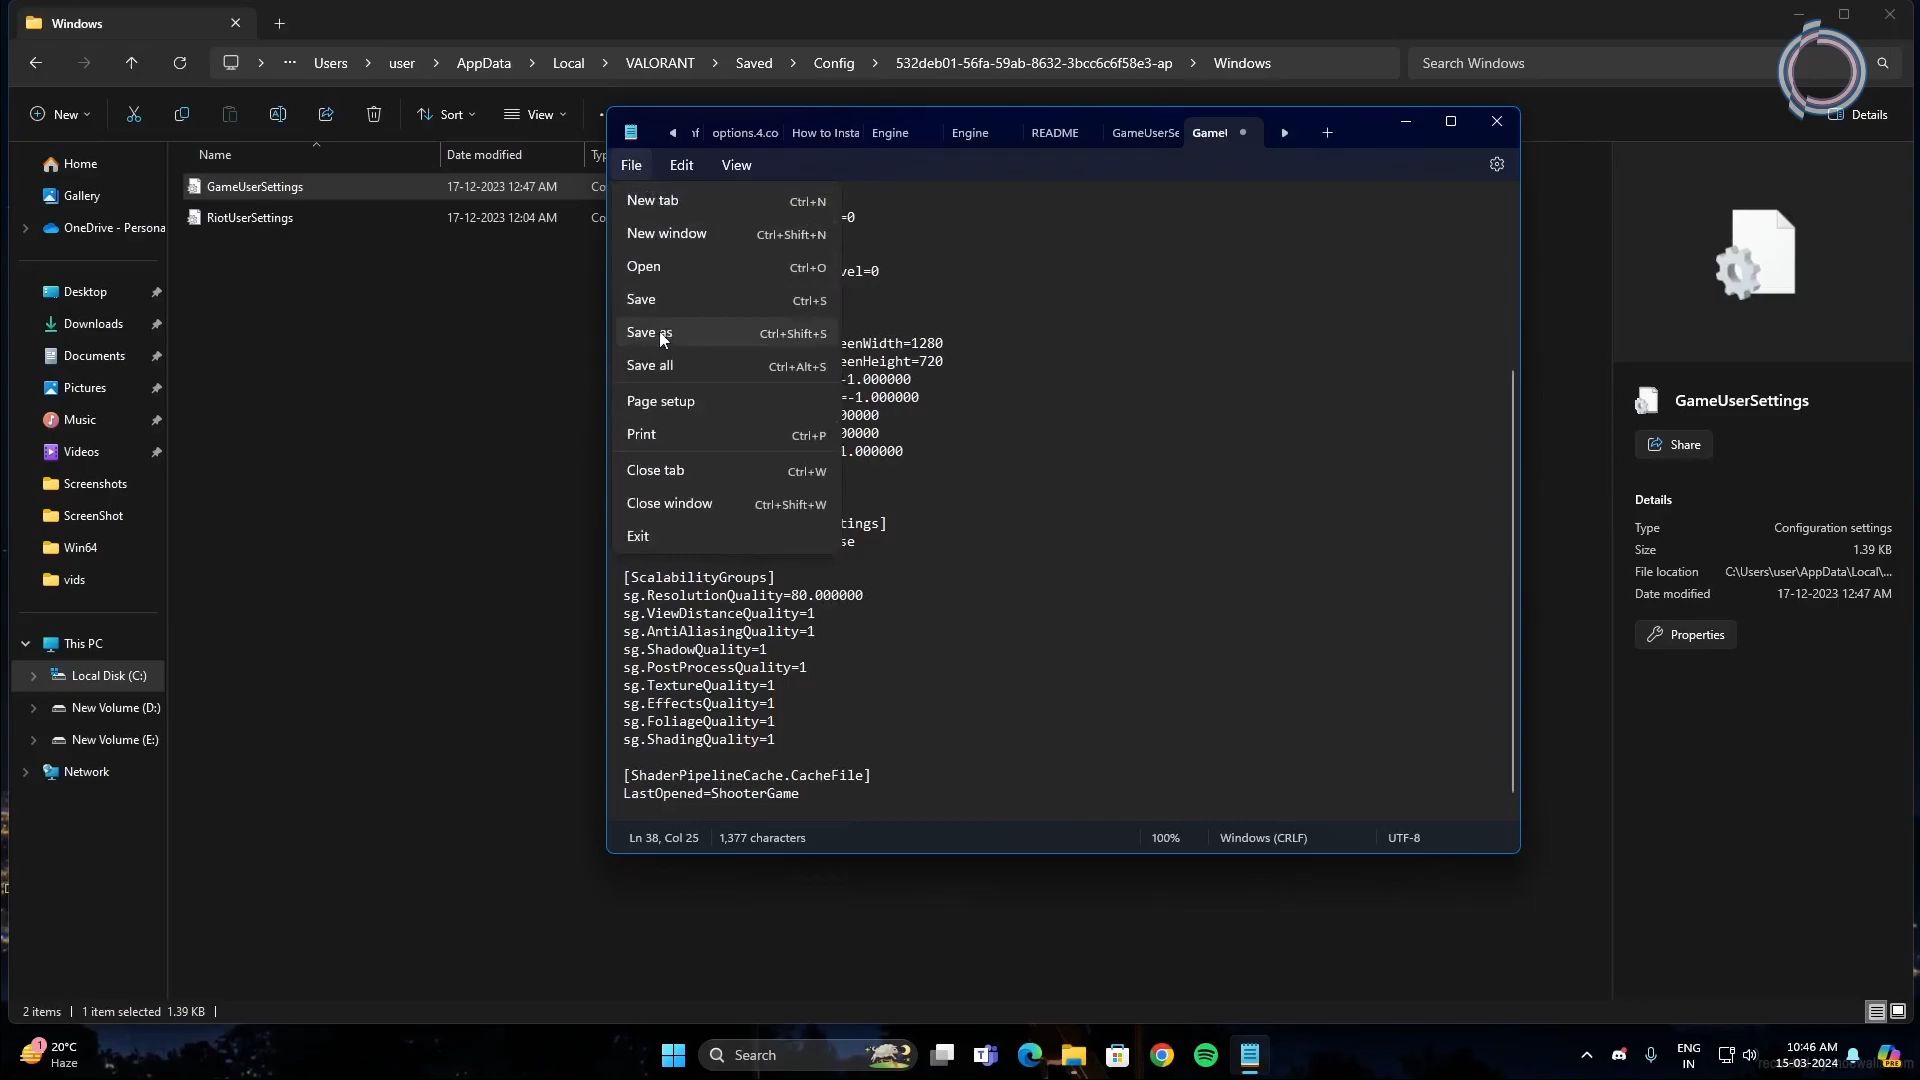 Windows
Users > user > AppData > Local > VALORANT > Saved > Config > 532deb01-56fa-59ab-8632-3bcc6c6f58e3-ap > Windows
Search Windows
New
Sort
View
Details
Name
Date modified
GameUserSettings 17-12-2023 12:47 AM Co
RiotUserSettings 17-12-2023 12:04 AM Co
Home
Gallery
OneDrive - Persona
Desktop
Downloads
Documents
Pictures
Music
Videos
Screenshots
ScreenShot
Win64
vids
This PC
Local Disk (C:)
New Volume (D:)
New Volume (E:)
Network
options.4.co How to Insta Engine Engine README GameUserSe
File Edit View
New tab Ctrl+N
New window Ctrl+Shift+N
Open Ctrl+O
Save Ctrl+S
Save as Ctrl+Shift+S
Save all Ctrl+Alt+S
Page setup
Print Ctrl+P
Close tab Ctrl+W
Close window Ctrl+Shift+W
Exit
=0
vel=0
eenWidth=1280
eenHeight=720
-1.000000
=-1.000000
00000
00000
1.000000
tings]
se
[ScalabilityGroups]
sg.ResolutionQuality=80.000000
sg.ViewDistanceQuality=1
sg.AntiAliasingQuality=1
sg.ShadowQuality=1
sg.PostProcessQuality=1
sg.TextureQuality=1
sg.EffectsQuality=1
sg.FoliageQuality=1
sg.ShadingQuality=1
[ShaderPipelineCache.CacheFile]
LastOpened=ShooterGame
Ln 38, Col 25 1,377 characters 100% Windows (CRLF) UTF-8
GameUserSettings
Share
Details
Type Configuration settings
Size 1.39 KB
File location C:\Users\user\AppData\Local\...
Date modified 17-12-2023 12:47 AM
Properties
2 items 1 item selected 1.39 KB
1
20°C
Haze
Search
ENG
IN
10:46 AM
15-03-2024
PRE